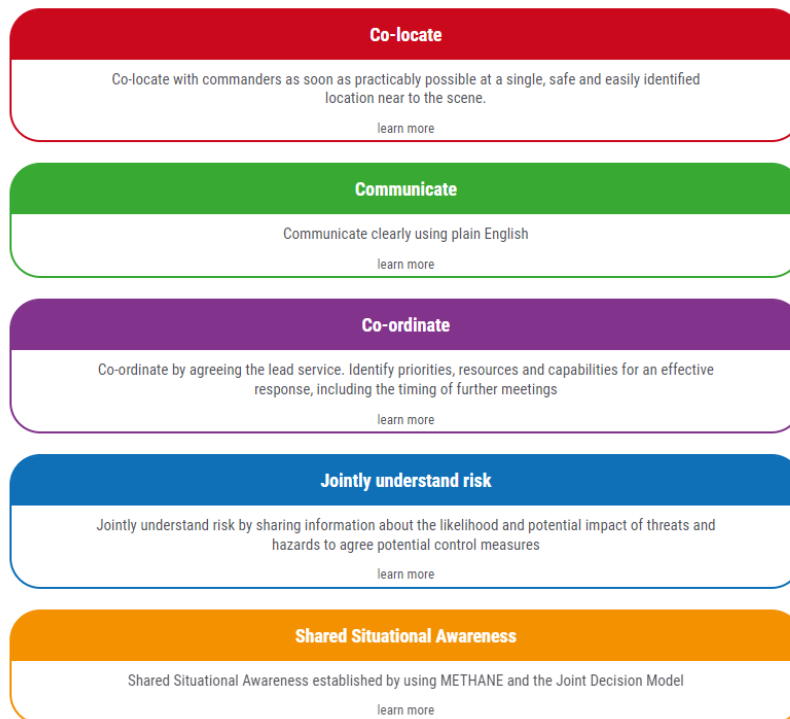 Co-locate
Co-locate with commanders as soon as practicably possible at a single, safe and easily identified
location near to the scene.
learn more
Communicate
Communicate clearly using plain English
learn more
Co-ordinate
Co-ordinate by agreeing the lead service. Identify priorities, resources and capabilities for an effective
response, including the timing of further meetings
learn more
Jointly understand risk
Jointly understand risk by sharing information about the likelihood and potential impact of threats and
hazards to agree potential control measures
learn more
Shared Situational Awareness
Shared Situational Awareness established by using METHANE and the Joint Decision Model
learn more